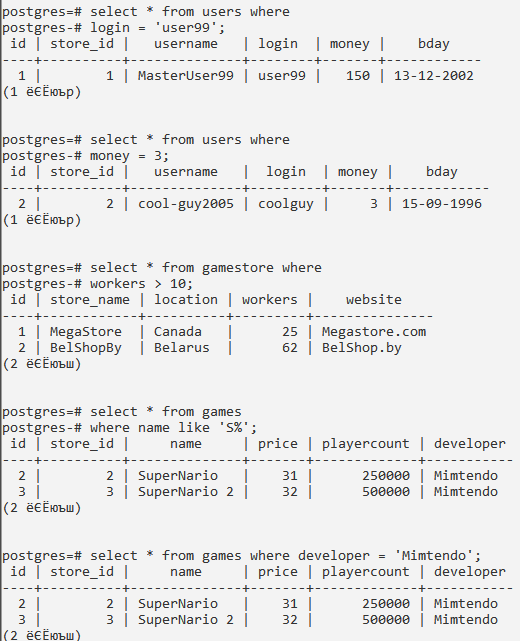 postgres=# select * from users where
postgres-# login = 'user99';
 id | store_id |   username   | login  | money |    bday
----+----------+--------------+--------+-------+------------
  1 |        1 | MasterUser99 | user99 |   150 | 13-12-2002
(1 ёЄЁюър)
postgres=# select * from users where
postgres-# money = 3;
 id | store_id |   username   |  login  | money |    bday
----+----------+--------------+---------+-------+------------
  2 |        2 | cool-guy2005 | coolguy |     3 | 15-09-1996
(1 ёЄЁюър)
postgres=# select * from gamestore where
postgres-# workers > 10;
 id | store_name | location | workers |    website
----+------------+----------+---------+---------------
  1 | MegaStore  | Canada   |      25 | Megastore.com
  2 | BelShopBy  | Belarus  |      62 | BelShop.by
(2 ёЄЁюъш)
postgres=# select * from games
postgres-# where name like 'S%';
 id | store_id |     name     | price | playercount | developer
----+----------+--------------+-------+-------------+-----------
  2 |        2 | SuperNario   |    31 |      250000 | Mimtendo
  3 |        3 | SuperNario 2 |    32 |      500000 | Mimtendo
(2 ёЄЁюъш)
postgres=# select * from games where developer = 'Mimtendo';
 id | store_id |     name     | price | playercount | developer
----+----------+--------------+-------+-------------+-----------
  2 |        2 | SuperNario   |    31 |      250000 | Mimtendo
  3 |        3 | SuperNario 2 |    32 |      500000 | Mimtendo
(2 ёЄЁюъш)